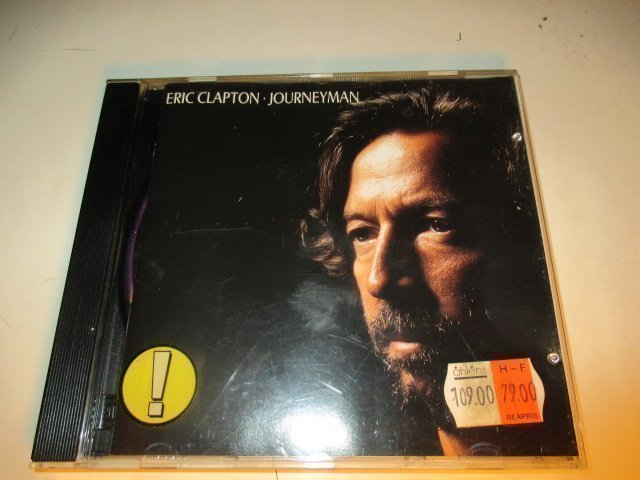 ERIC CLAPTON · JOURNEYMAN
!
åhléns
109.00
H-F
79.00
REAPRIS